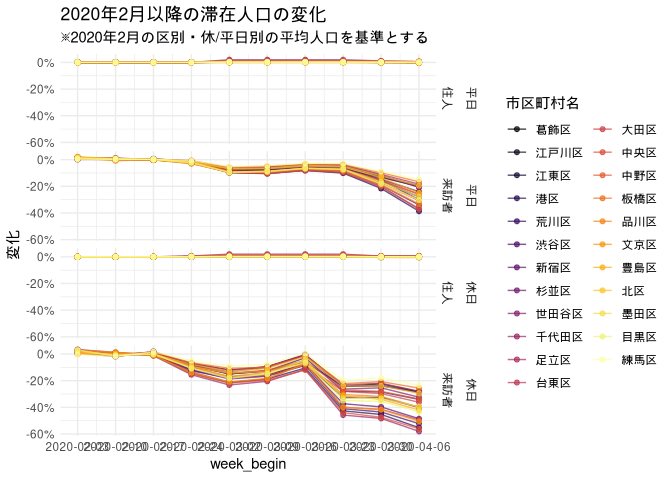 2020年2月以降の滞在人口の変化
※2020年2月の区別・休/平日別の平均人口を基準とする
変化
0%
-20%
-40%
-60%
平日
住人
0%
-20%
-40%
-60%
平日
来訪者
0%
-20%
-40%
-60%
休日
住人
0%
-20%
-40%
-60%
休日
来訪者
week_begin
市区町村名
葛飾区
江戸川区
江東区
港区
荒川区
渋谷区
新宿区
杉並区
世田谷区
千代田区
足立区
台東区
大田区
中央区
中野区
板橋区
品川区
文京区
豊島区
北区
墨田区
目黒区
練馬区